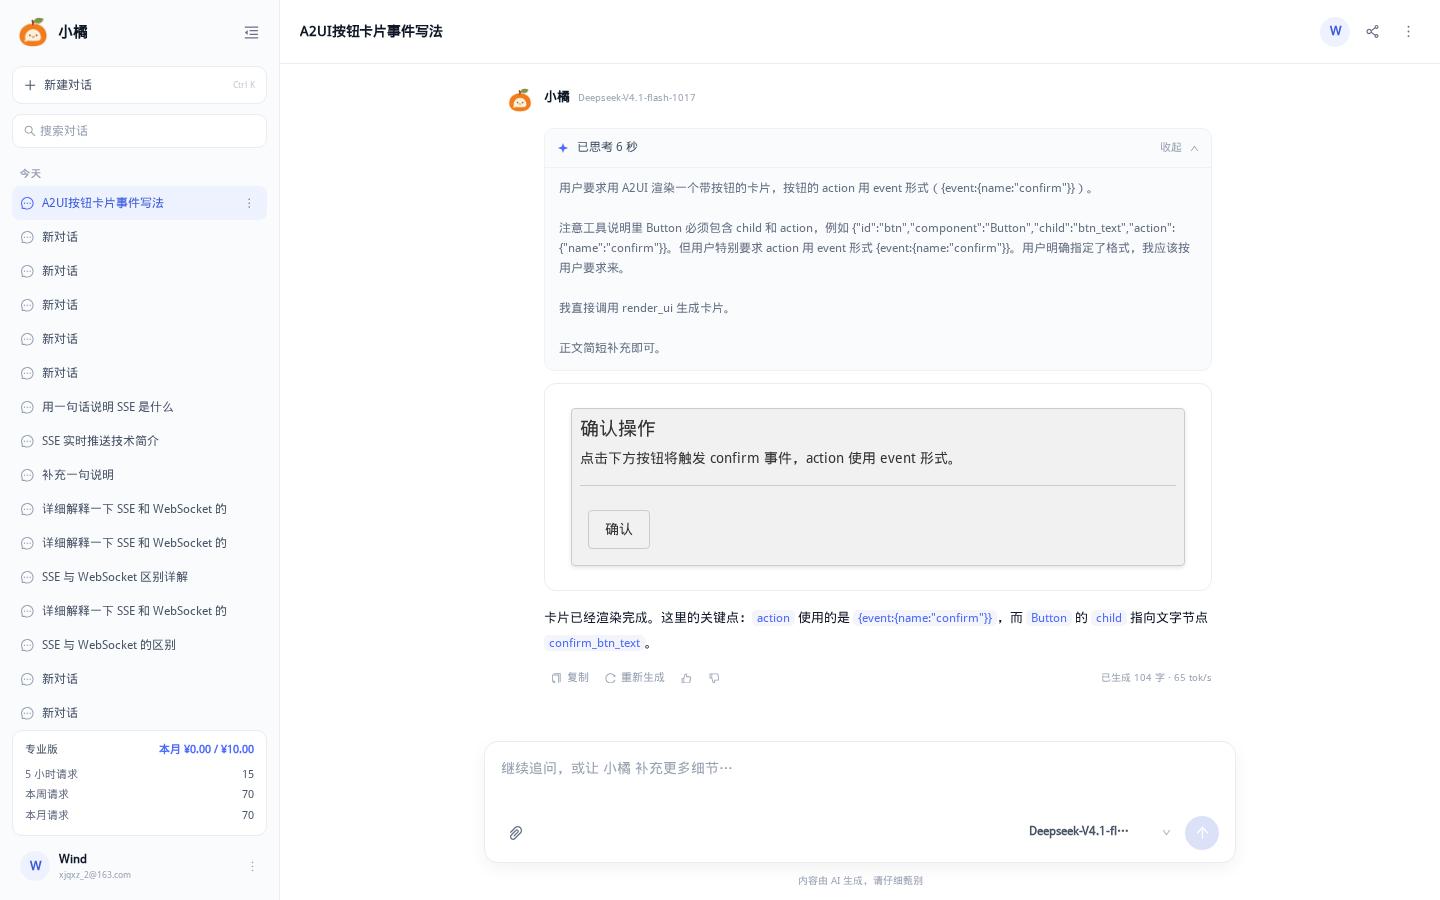 小橘
新建对话
Ctrl K
搜索对话
今天
A2UI按钮卡片事件写法
新对话
新对话
新对话
新对话
新对话
用一句话说明 SSE 是什么
SSE 实时推送技术简介
补充一句说明
详细解释一下 SSE 和 WebSocket 的
详细解释一下 SSE 和 WebSocket 的
SSE 与 WebSocket 区别详解
详细解释一下 SSE 和 WebSocket 的
SSE 与 WebSocket 的区别
新对话
新对话
专业版
本月 ¥0.00 / ¥10.00
5 小时请求 15
本周请求 70
本月请求 70
W
Wind
xjqxz_2@163.com
A2UI按钮卡片事件写法
W
小橘 Deepseek-V4.1-flash-1017
已思考 6 秒
收起
用户要求用 A2UI 渲染一个带按钮的卡片，按钮的 action 用 event 形式（{event:{name:"confirm"}}）。
注意工具说明里 Button 必须包含 child 和 action，例如 {"id":"btn","component":"Button","child":"btn_text","action":
{"name":"confirm"}}。但用户特别要求 action 用 event 形式 {event:{name:"confirm"}}。用户明确指定了格式，我应该按
用户要求来。
我直接调用 render_ui 生成卡片。
正文简短补充即可。
确认操作
点击下方按钮将触发 confirm 事件，action 使用 event 形式。
确认
卡片已经渲染完成。这里的关键点： action 使用的是 {event:{name:"confirm"}}，而 Button 的 child 指向文字节点
confirm_btn_text。
复制
重新生成
已生成 104 字 · 65 tok/s
继续追问，或让 小橘 补充更多细节…
Deepseek-V4.1-fl…
内容由 AI 生成，请仔细甄别